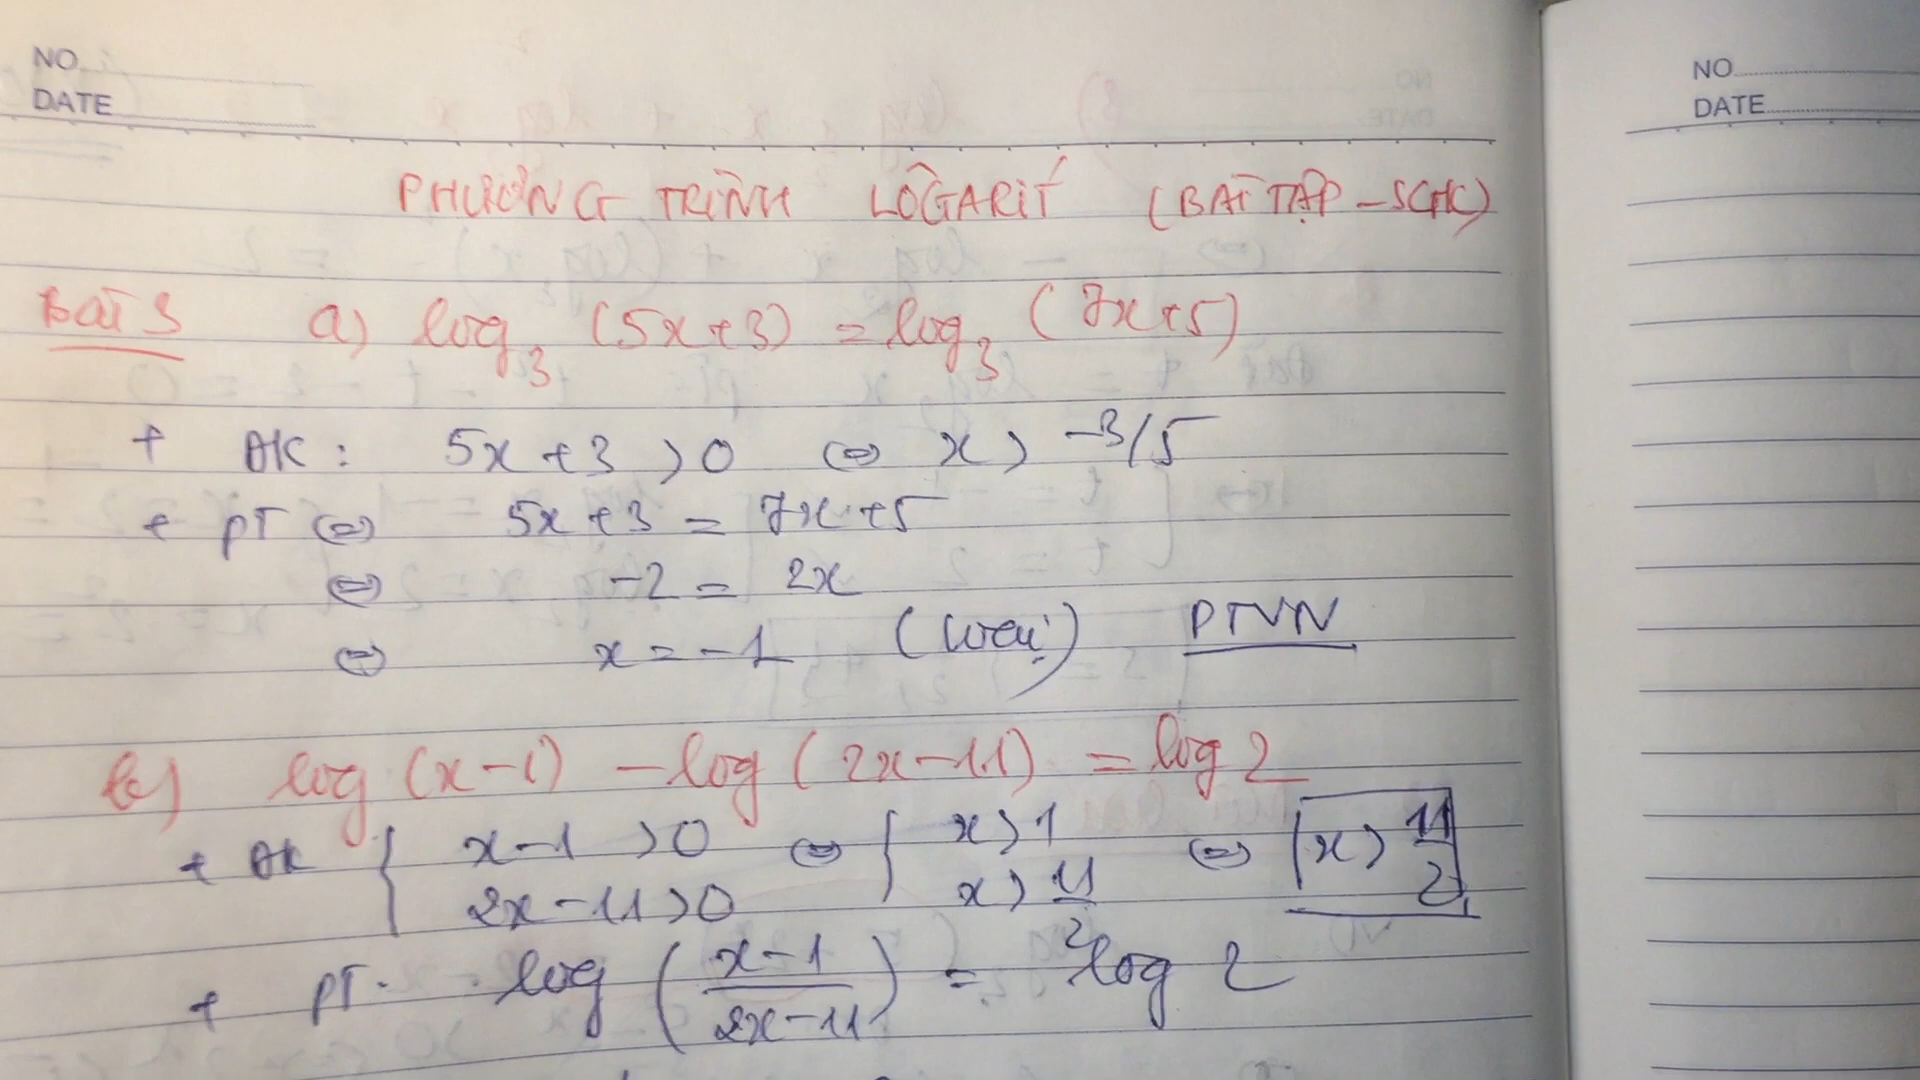 NO
DATE
NO
DATE
PHƯƠNG TRÌNH LÔGARIT (BÀI TẬP - SGK)
Bài 3 a) log₃ (5x+3) = log₃ (7x+5)
+ ĐK: 5x+3 > 0 ⇔ x > -3/5
+ PT ⇔ 5x+3 = 7x+5
⇔ -2 = 2x
⇔ x = -1 (Loại) PTVN
b) log (x-1) - log (2x-11) = log 2
+ ĐK { x-1 > 0 ⇔ { x > 1 ⇔ x > 11/2
2x-11 > 0 x > 11/2
+ PT. log ( (x-1)/(2x-11) ) = log 2